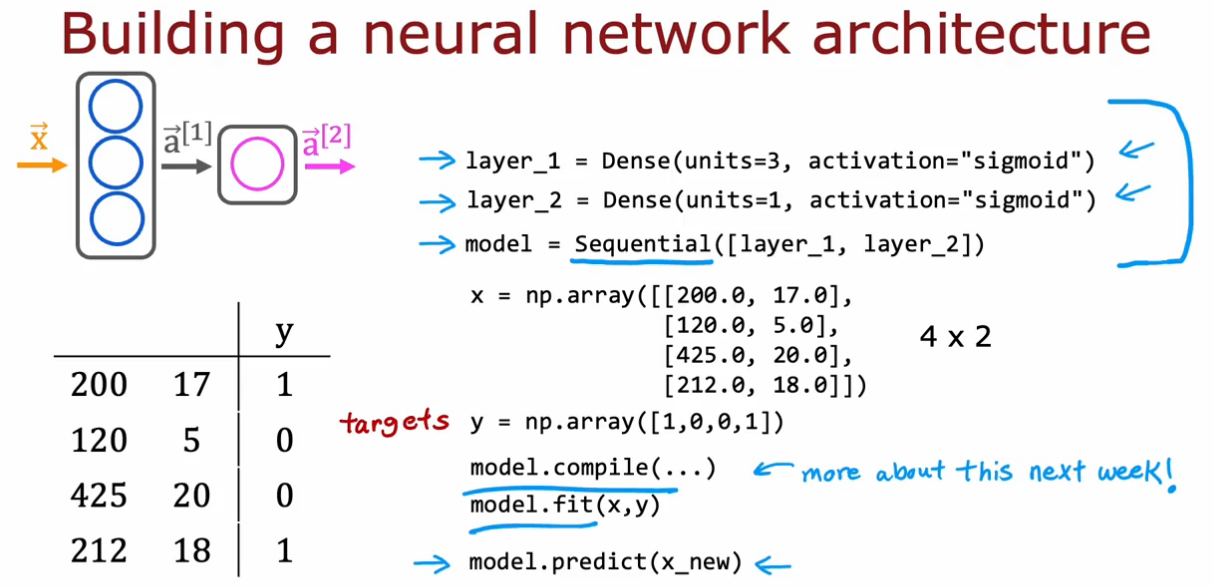 Building a neural network architecture
x⃗
a⃗[1]
a⃗[2]
layer_1 = Dense(units=3, activation="sigmoid")
layer_2 = Dense(units=1, activation="sigmoid")
model = Sequential([layer_1, layer_2])
x = np.array([[200.0, 17.0],
[120.0, 5.0],
[425.0, 20.0],
[212.0, 18.0]])
4 x 2
targets y = np.array([1,0,0,1])
model.compile(...) more about this next week!
model.fit(x,y)
model.predict(x_new)
y
200 17 1
120 5 0
425 20 0
212 18 1